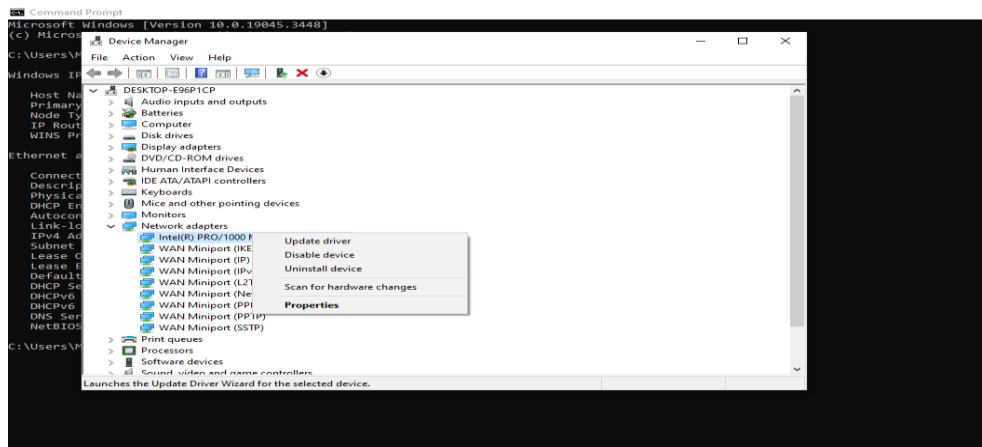 Command Prompt
Microsoft Windows [Version 10.0.19045.3448]
(c) Micros
Device Manager
C:\Users\M
File Action View Help
Windows IP
DESKTOP-E96P1CP
Host Na
Audio inputs and outputs
Primary
Batteries
Node Ty
Computer
IP Rout
Disk drives
WINS Pr
Display adapters
Ethernet a
DVD/CD-ROM drives
Human Interface Devices
Connect
IDE ATA/ATAPI controllers
Descrip
Keyboards
Physica
Mice and other pointing devices
DHCP En
Monitors
Autocon
Network adapters
Link-lo
Intel(R) PRO/1000 M
Update driver
IPv4 Ad
WAN Miniport (IKE
Disable device
Subnet
WAN Miniport (IP)
Lease O
WAN Miniport (IPv
Uninstall device
Lease E
WAN Miniport (L2T
Default
Scan for hardware changes
DHCP Se
WAN Miniport (Ne
DHCPv6
WAN Miniport (PPP
Properties
DHCPv6
WAN Miniport (PPTP)
DNS Ser
WAN Miniport (SSTP)
NetBIOS
Print queues
C:\Users\M
Processors
Software devices
Sound, video and game controllers
Launches the Update Driver Wizard for the selected device.